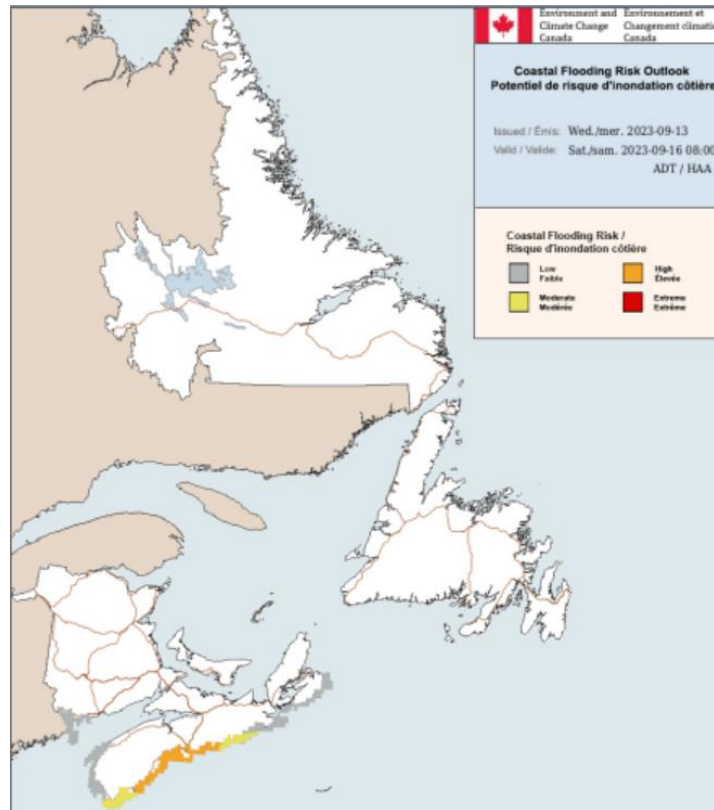 Environment and Environnement et
Climate Change Changement climatic
Canada Canada
Coastal Flooding Risk Outlook
Potentiel de risque d'inondation côtière
Issued / Émis: Wed./mer. 2023-09-13
Valid / Valide: Sat./sam. 2023-09-16 08:00
ADT / HAA
Coastal Flooding Risk /
Risque d'inondation côtière
Low High
Faible Élevée
Moderate Extreme
Modérée Extrême